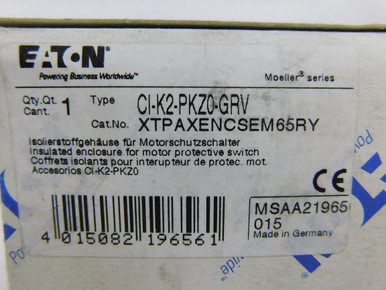 EATON
Powering Business Worldwide™
Moeller® series
Qty.Qt. 1 Type CI-K2-PKZ0-GRV
Cant. Cat.No. XTPAXENCSEM65RY
Isolierstoffgehäuse für Motorschutzschalter
Insulated enclosure for motor protective switch
Coffrets isolants pour interupteur de protec. mot.
Accesorios CI-K2-PKZ0
CE
MSAA21965
015
Made in Germany
4 015082 196561